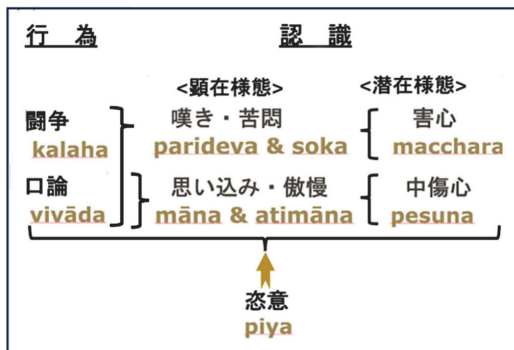 行 為 認 識
<顕在様態> <潜在様態>
闘争 嘆き・苦悶 害心
kalaha parideva & soka macchara
口論 思い込み・傲慢 中傷心
vivāda māna & atimāna pesuna
恣意
piya